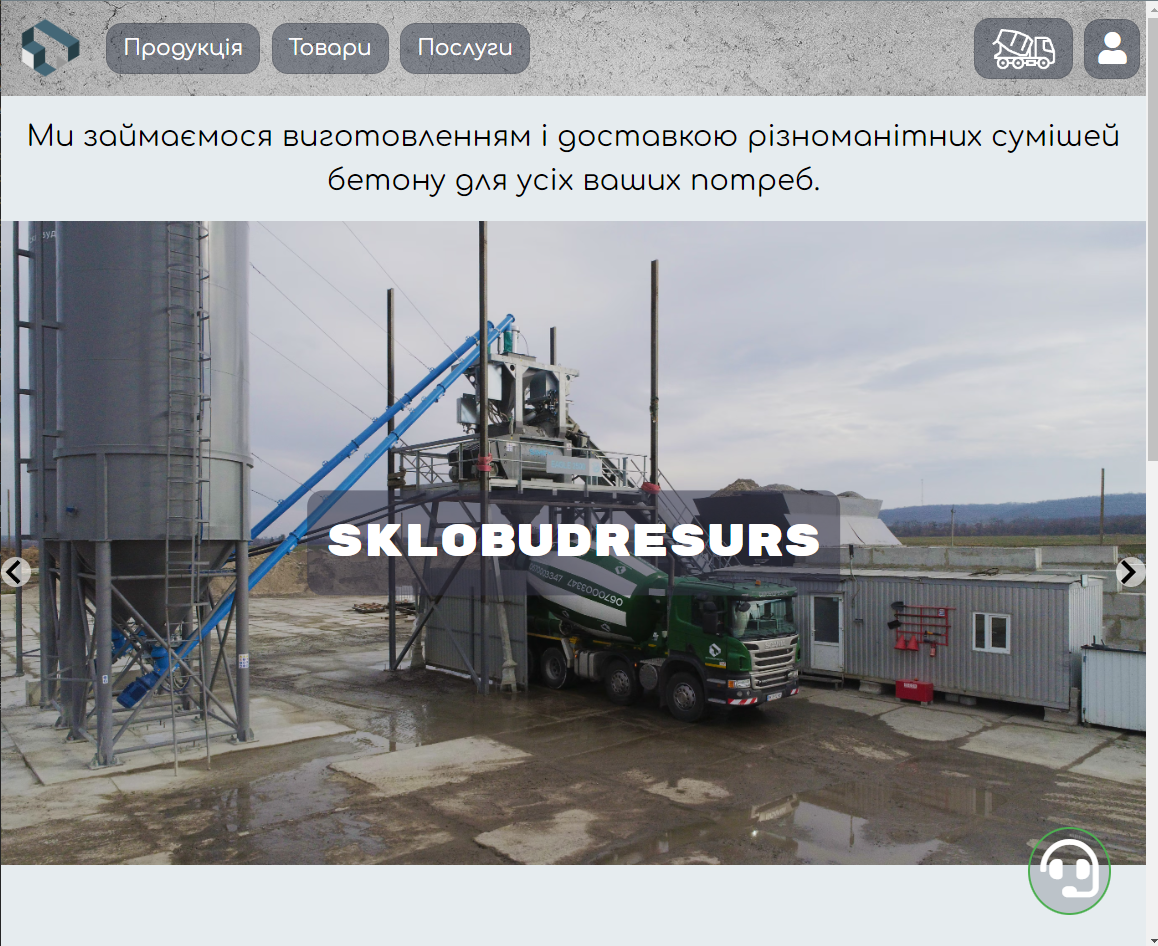 Продукція
Товари
Послуги
Ми займаємося виготовленням і доставкою різноманітних сумішей
бетону для усіх ваших потреб.
SKLOBUDRESURS
0670003347